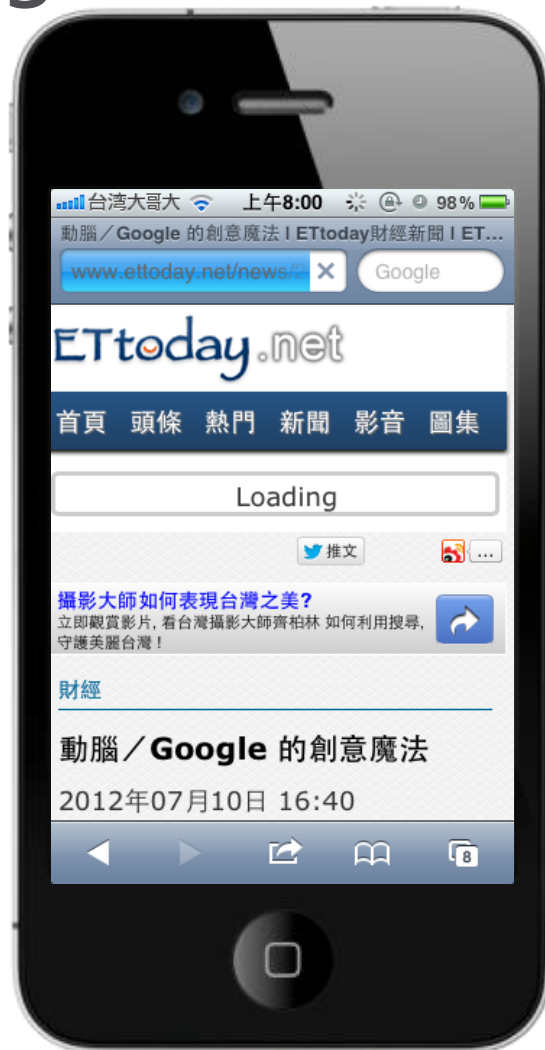 台湾大哥大 上午8:00 98%
動腦／Google 的創意魔法 l ETtoday財經新聞 l ET...
www.ettoday.net/news/2 Google
ETtoday.net
首頁 頭條 熱門 新聞 影音 圖集
Loading
推文 ...
攝影大師如何表現台灣之美?
立即觀賞影片, 看台灣攝影大師齊柏林 如何利用搜尋,
守護美麗台灣！
財經
動腦／Google 的創意魔法
2012年07月10日 16:40
8